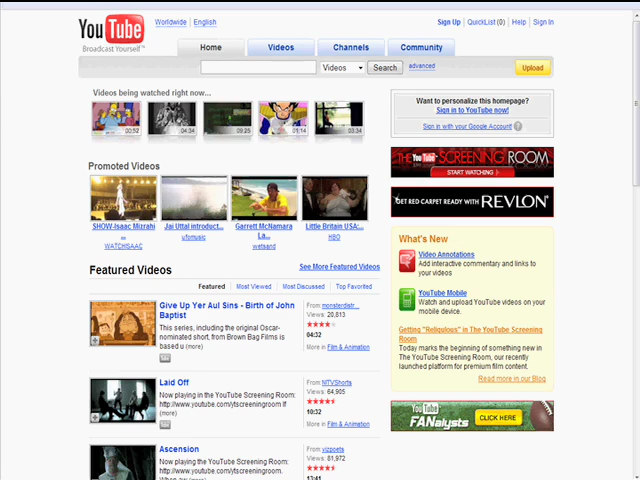 YouTube
Broadcast Yourself™
Worldwide | English
Sign Up | QuickList (0) | Help | Sign In
Home
Videos
Channels
Community
Videos
Search
advanced
Upload
Videos being watched right now...
00:52
04:34
09:25
01:14
03:34
Promoted Videos
SHOW-Isaac Mizrahi
...
WATCHISAAC
Jai Uttal introduct...
ufomusic
Garrett McNamara
La...
wetsand
Little Britain USA:...
HBO
Featured Videos
See More Featured Videos
Featured | Most Viewed | Most Discussed | Top Favorited
Give Up Yer Aul Sins - Birth of John
Baptist
This series, including the original Oscar-
nominated short, from Brown Bag Films is
based u (more)
From: monsterdistr...
Views: 20,813
04:32
More in Film & Animation
Laid Off
Now playing in the YouTube Screening Room:
http://www.youtube.com/ytscreeningroom If
(more)
From: NTVShorts
Views: 64,905
10:32
More in Film & Animation
Ascension
Now playing the YouTube Screening Room:
http://www.youtube.com/ytscreeningroom.
From: vizpoets
Views: 81,972
13:41
Want to personalize this homepage?
Sign in to YouTube now!
Sign in with your Google Account ?
THE YouTube SCREENING ROOM
START WATCHING
GET RED CARPET READY WITH REVLON
What's New
Video Annotations
Add interactive commentary and links to
your videos
YouTube Mobile
Watch and upload YouTube videos on your
mobile device.
Getting "Religulous" in The YouTube Screening
Room
Today marks the beginning of something new in
The YouTube Screening Room, our recently
launched platform for premium film content.
Read more in our Blog
YouTube
FANalysts
CLICK HERE